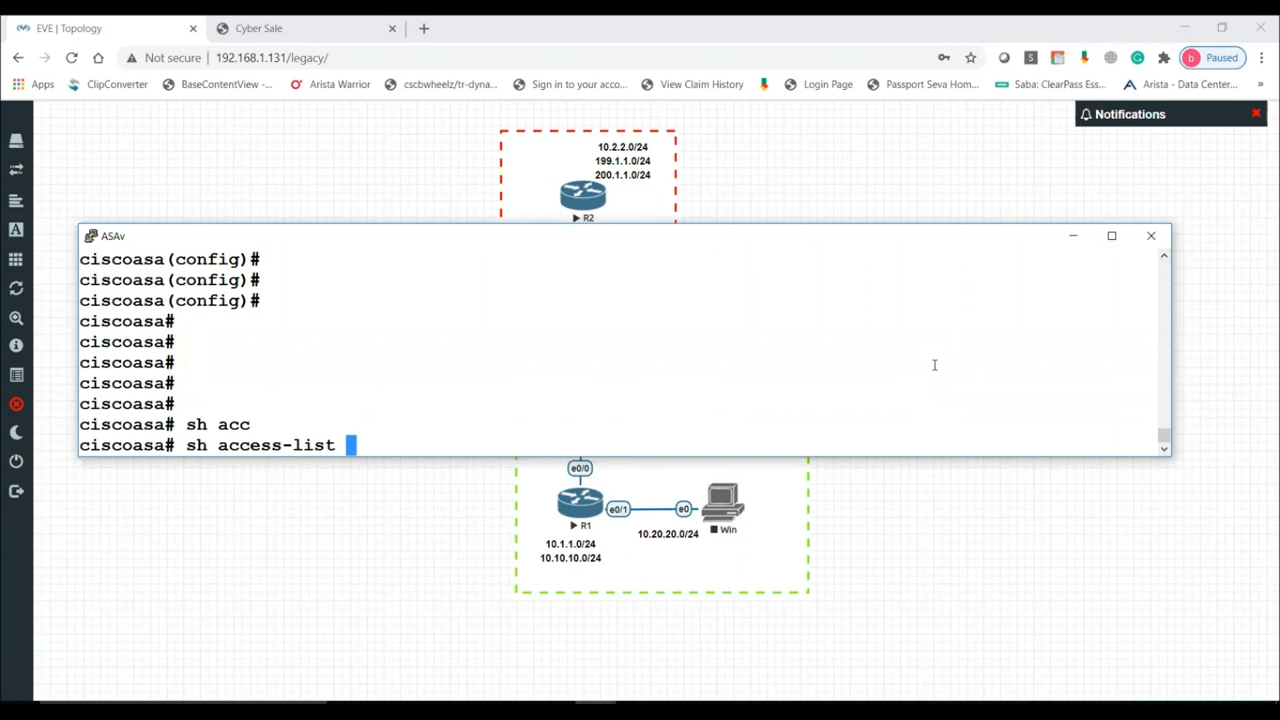 EVE | Topology
Cyber Sale
Not secure
192.168.1.131/legacy/
b Paused
Apps
ClipConverter
BaseContentView -...
Arista Warrior
cscbwheelz/tr-dyna...
Sign in to your acco...
View Claim History
Login Page
Passport Seva Hom...
Saba: ClearPass Ess...
Arista - Data Center...
»
Notifications
10.2.2.0/24
199.1.1.0/24
200.1.1.0/24
R2
ASAv
ciscoasa(config)#
ciscoasa(config)#
ciscoasa(config)#
ciscoasa#
ciscoasa#
ciscoasa#
ciscoasa#
ciscoasa#
ciscoasa# sh acc
ciscoasa# sh access-list
e0/0
e0/1
e0
R1
Win
10.20.20.0/24
10.1.1.0/24
10.10.10.0/24